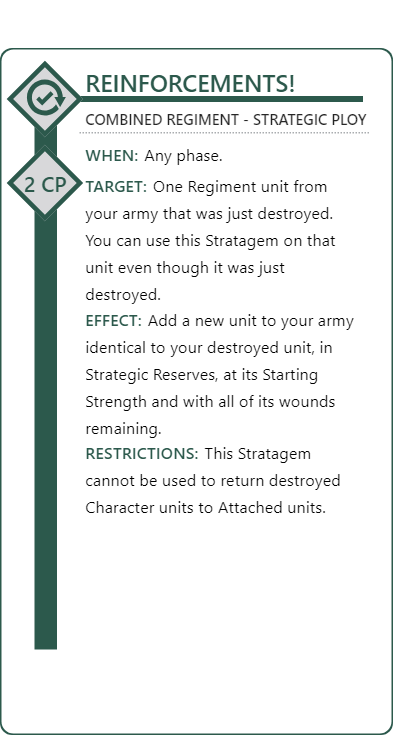 REINFORCEMENTS!
COMBINED REGIMENT - STRATEGIC PLOY
WHEN: Any phase.
2 CP
TARGET: One Regiment unit from
your army that was just destroyed.
You can use this Stratagem on that
unit even though it was just
destroyed.
EFFECT: Add a new unit to your army
identical to your destroyed unit, in
Strategic Reserves, at its Starting
Strength and with all of its wounds
remaining.
RESTRICTIONS: This Stratagem
cannot be used to return destroyed
Character units to Attached units.